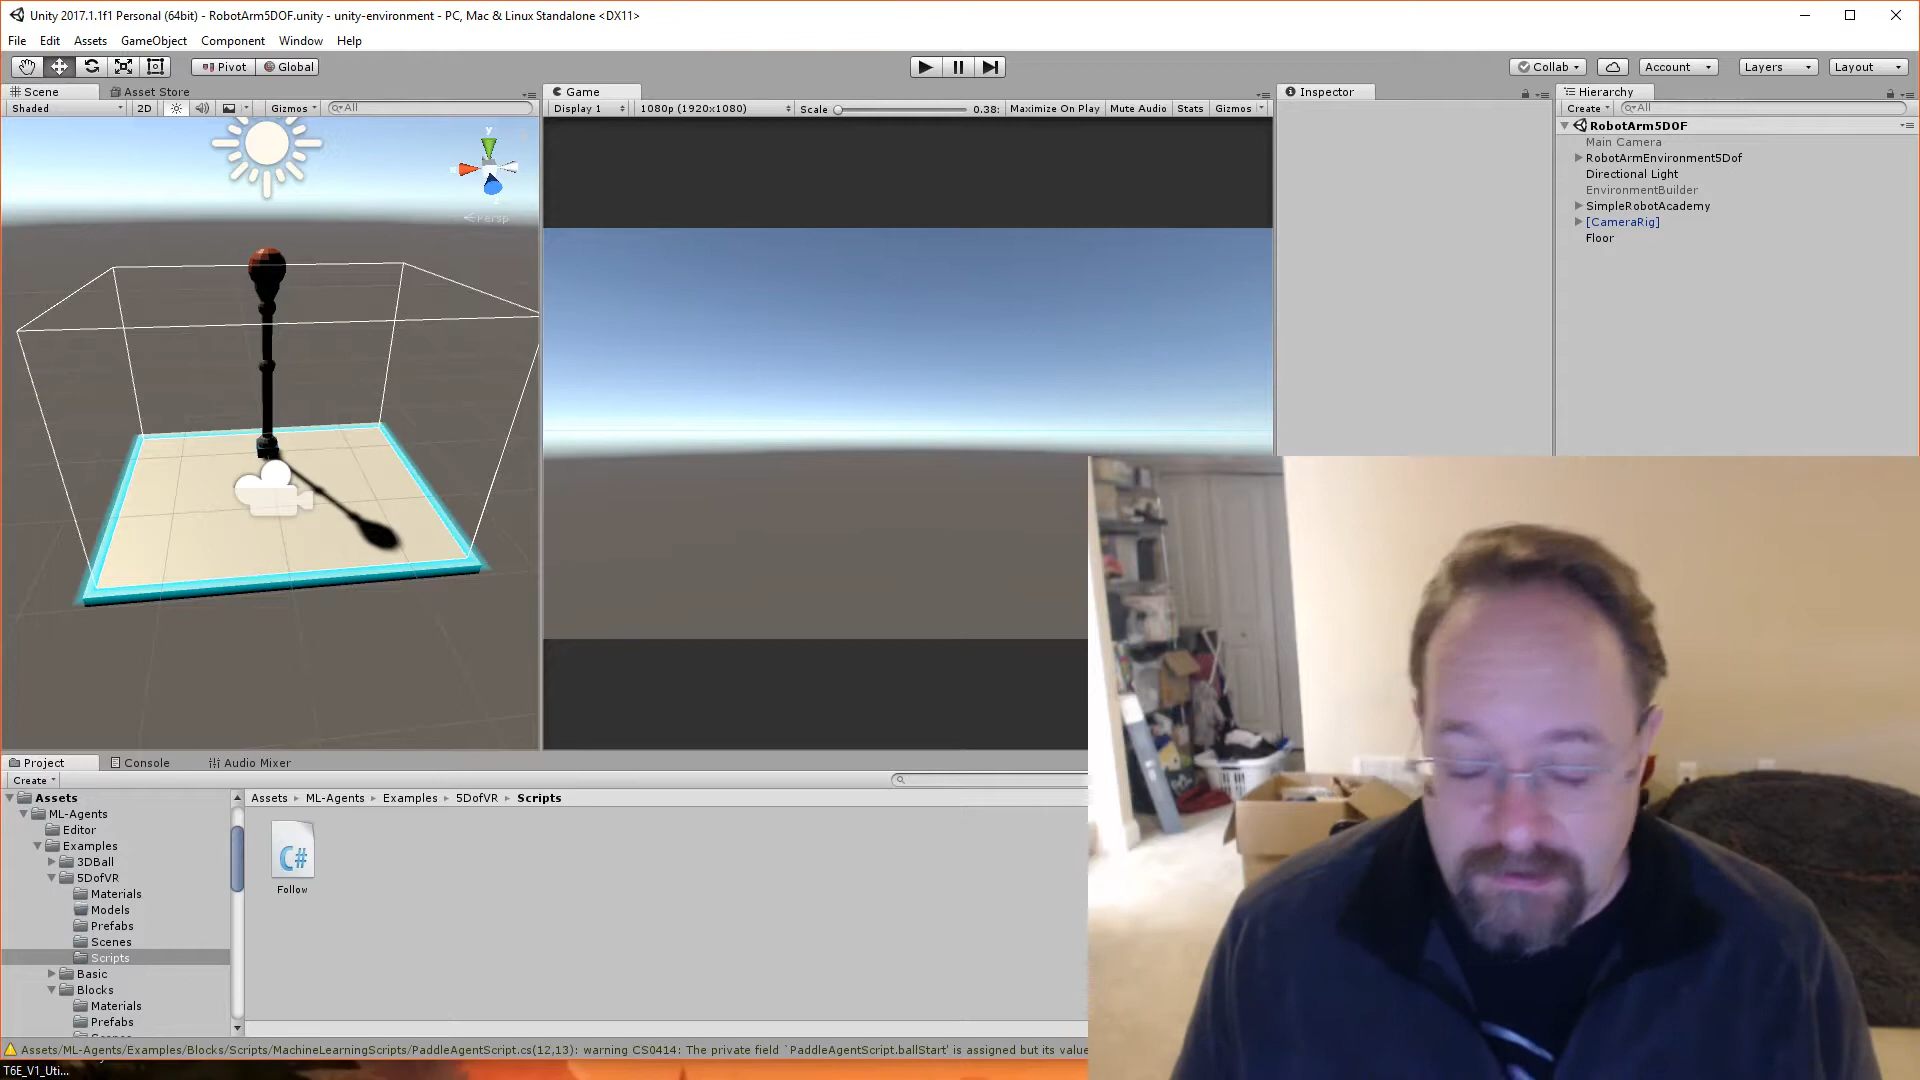 Unity 2017.1.1f1 Personal (64bit) - RobotArm5DOF.unity - unity-environment - PC, Mac & Linux Standalone <DX11>
File Edit Assets GameObject Component Window Help
Pivot Global Collab Account Layers Layout
Scene Asset Store Game Inspector Hierarchy
Shaded 2D Gizmos All Display 1 1080p (1920x1080) Scale 0.38: Maximize On Play Mute Audio Stats Gizmos Create All
RobotArm5DOF
Main Camera
RobotArmEnvironment5Dof
Directional Light
EnvironmentBuilder
SimpleRobotAcademy
[CameraRig]
Floor
y
Persp
Project Console Audio Mixer
Create
Assets
ML-Agents
Editor
Examples
3DBall
5DofVR
Materials
Models
Prefabs
Scenes
Scripts
Basic
Blocks
Materials
Prefabs
Assets ML-Agents Examples 5DofVR Scripts
C#
Follow
Assets/ML-Agents/Examples/Blocks/Scripts/MachineLearningScripts/PaddleAgentScript.cs(12,13): warning CS0414: The private field `PaddleAgentScript.ballStart' is assigned but its value
T6E_V1_Uti...